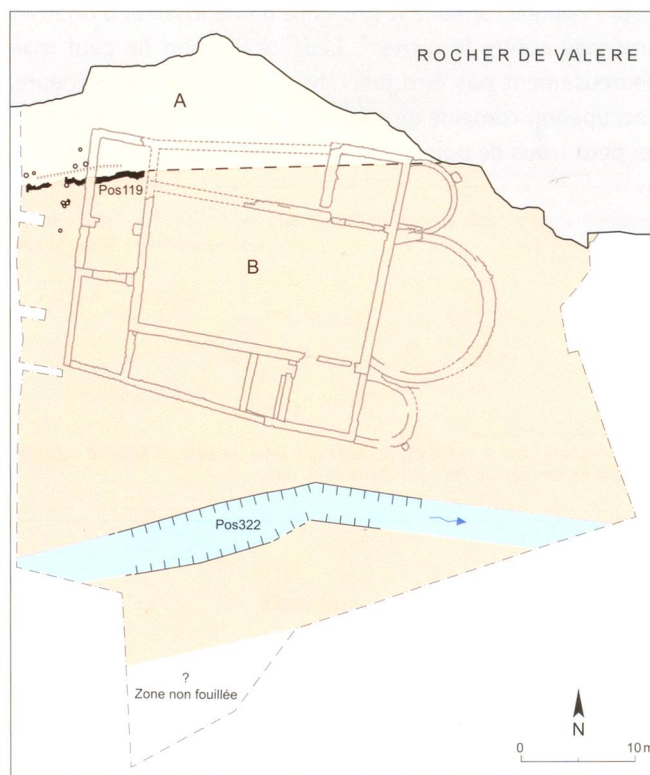 ROCHER DE VALERE
A
Pos119
B
Pos322
?
Zone non fouillée
N
0 10 m